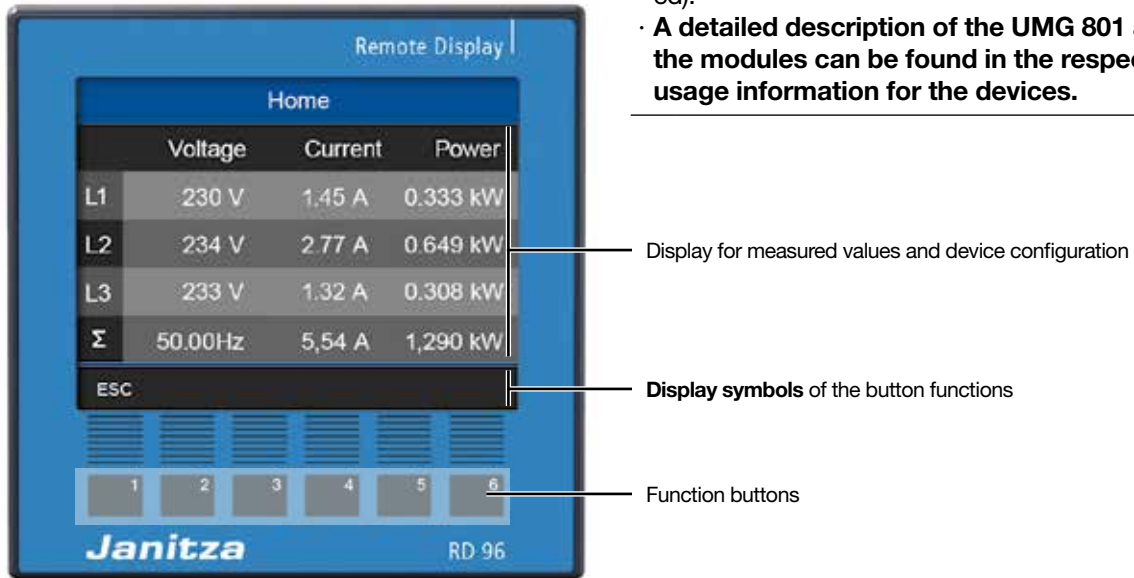 ed).
· A detailed description of the UMG 801
the modules can be found in the
usage information for the devices.
Remote Display
Home
Voltage Current Power
L1 230 V 1.45 A 0.333 kW
L2 234 V 2.77 A 0.649 kW
L3 233 V 1.32 A 0.308 kW
Σ 50.00Hz 5,54 A 1,290 kW
ESC
1 2 3 4 5 6
Janitza RD 96
Display for measured values and device configuration
Display symbols of the button functions
Function buttons